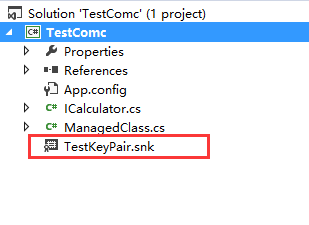 Solution 'TestComc' (1 project)
C# TestComc
Properties
References
App.config
C# ICalculator.cs
C# ManagedClass.cs
TestKeyPair.snk